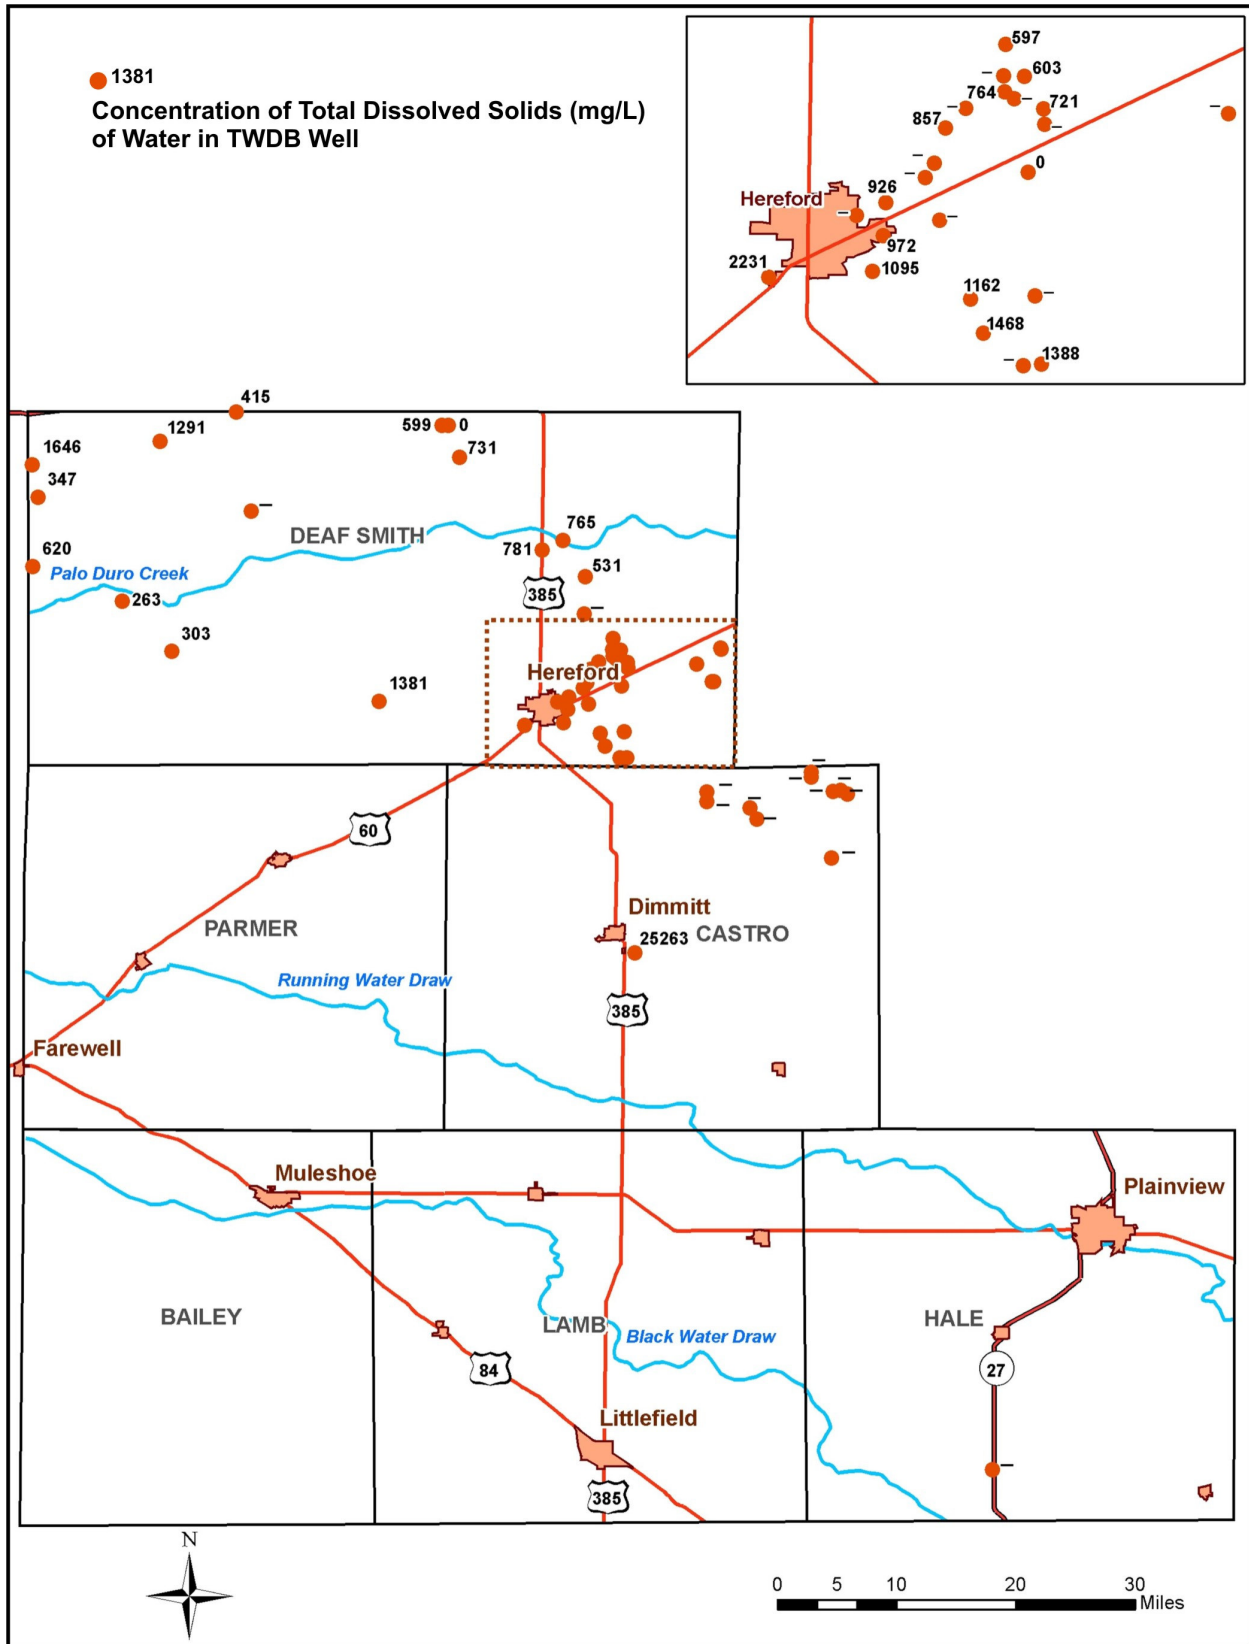 1381
Concentration of Total Dissolved Solids (mg/L)
of Water in TWDB Well
597
– 603
764 –
– 721
857 –
–
–
0
–
926
Hereford –
–
972
2231 1095
1162 –
1468
– 1388
415
1291 599 0
1646 731
347
–
DEAF SMITH 765
781
620 531
Palo Duro Creek
263 385
–
303
Hereford
1381
–
– –
– – –
–
– –
60
–
Dimmitt
PARMER 25263 CASTRO
Running Water Draw
385
Farewell
Muleshoe Plainview
BAILEY LAMB HALE
Black Water Draw
84 27
Littlefield
–
385
N
0 5 10 20 30
Miles